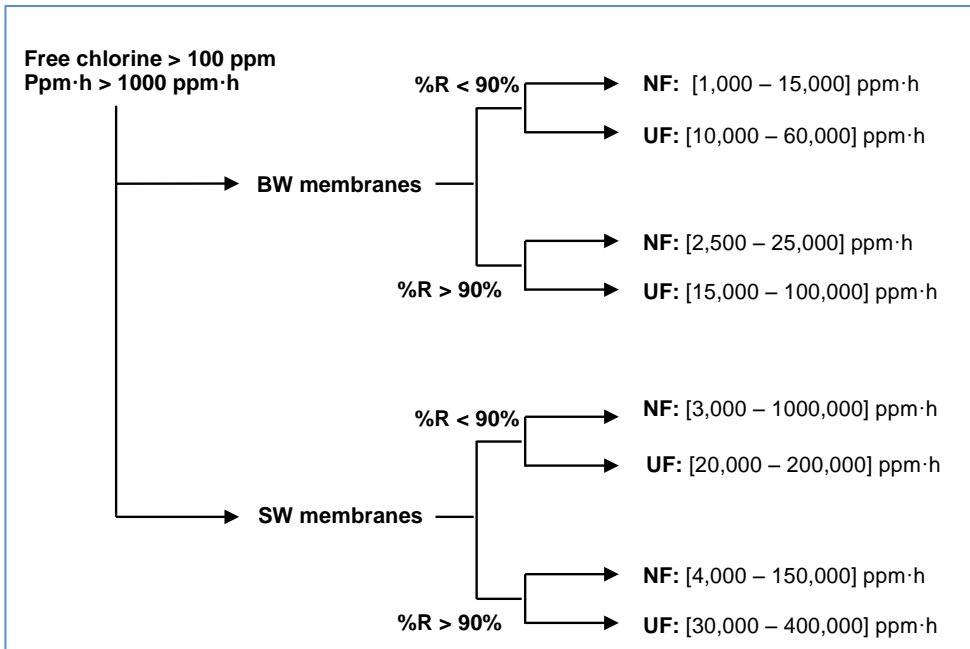 Free chlorine > 100 ppm
Ppm·h > 1000 ppm·h
%R < 90%
NF: [1,000 – 15,000] ppm·h
UF: [10,000 – 60,000] ppm·h
BW membranes
NF: [2,500 – 25,000] ppm·h
%R > 90%
UF: [15,000 – 100,000] ppm·h
%R < 90%
NF: [3,000 – 1000,000] ppm·h
UF: [20,000 – 200,000] ppm·h
SW membranes
NF: [4,000 – 150,000] ppm·h
%R > 90%
UF: [30,000 – 400,000] ppm·h